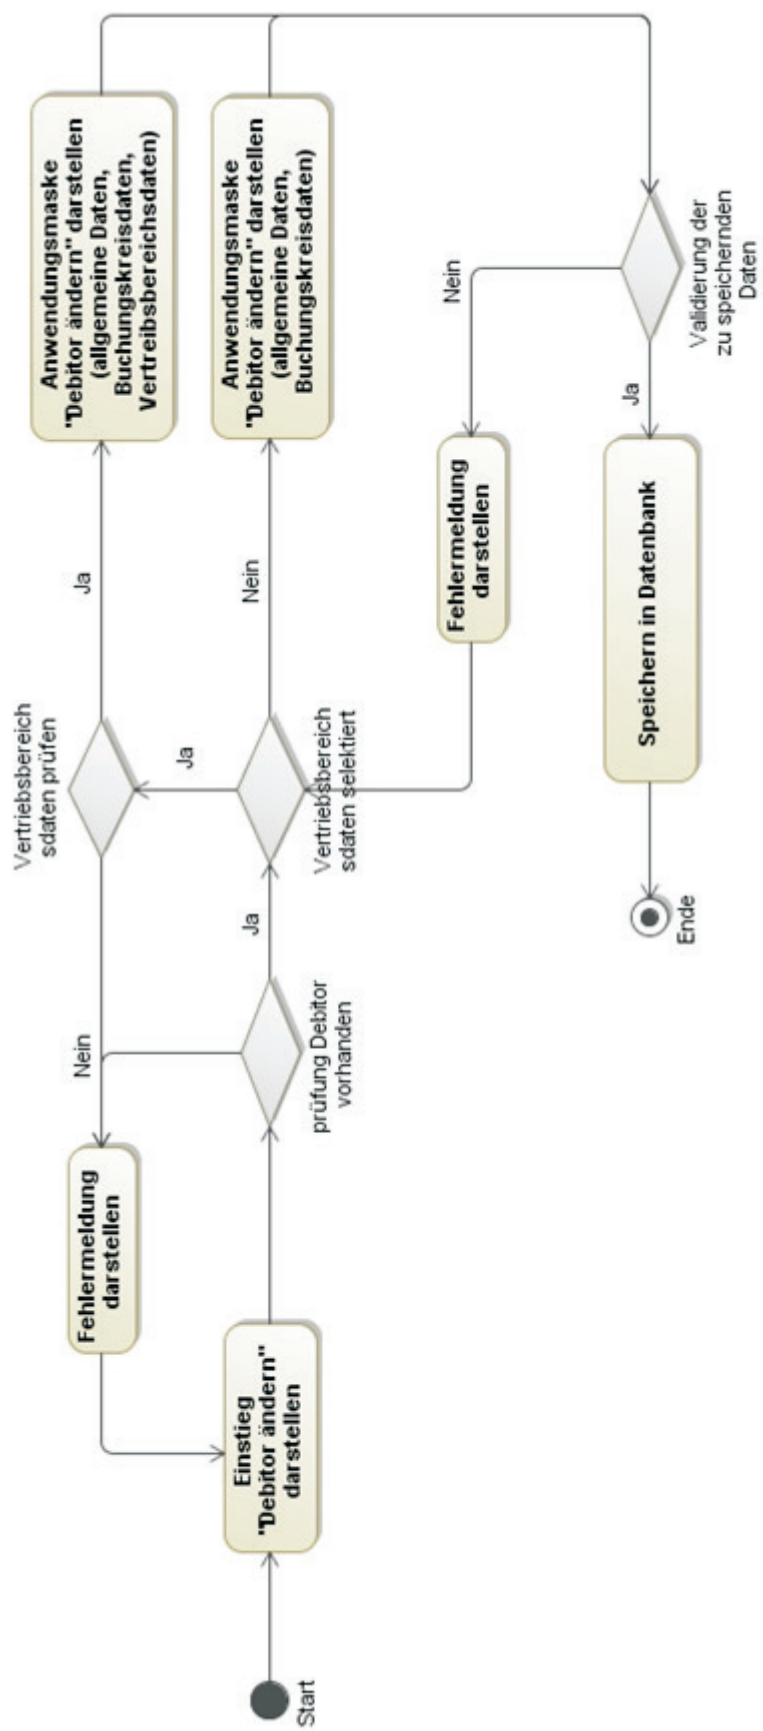 Start
Einstieg
"Debitor ändern"
darstellen
Fehlermeldung
darstellen
prüfung Debitor
vorhanden
Nein
Ja
Vertriebsbereich
sdaten selektiert
Ja
Vertriebsbereich
sdaten prüfen
Ja
Anwendungsmaske
"Debitor ändern" darstellen
(allgemeine Daten,
Buchungskreisdaten,
Vertreibsbereichsdaten)
Nein
Anwendungsmaske
"Debitor ändern" darstellen
(allgemeine Daten,
Buchungskreisdaten)
Validierung der
zu speichernden
Daten
Nein
Fehlermeldung
darstellen
Ja
Speichern in Datenbank
Ende